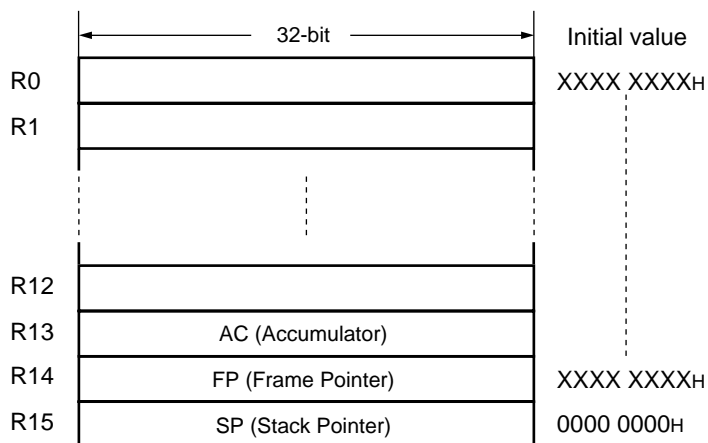 32-bit
Initial value
R0 XXXX XXXXH
R1
R12
R13 AC (Accumulator)
R14 FP (Frame Pointer) XXXX XXXXH
R15 SP (Stack Pointer) 0000 0000H